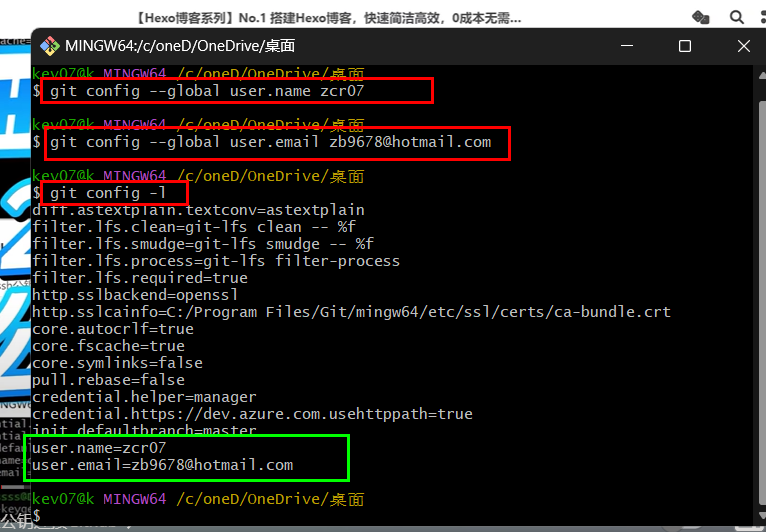 【Hexo博客系列】No.1 搭建Hexo博客，快速简洁高效，0成本无需...
MINGW64:/c/oneD/OneDrive/桌面
kev07@k MINGW64 /c/oneD/OneDrive/桌面
$ git config --global user.name zcr07
kev07@k MINGW64 /c/oneD/OneDrive/桌面
$ git config --global user.email zb9678@hotmail.com
kev07@k MINGW64 /c/oneD/OneDrive/桌面
$ git config -l
diff.astextplain.textconv=astextplain
filter.lfs.clean=git-lfs clean -- %f
filter.lfs.smudge=git-lfs smudge -- %f
filter.lfs.process=git-lfs filter-process
filter.lfs.required=true
http.sslbackend=openssl
http.sslcainfo=C:/Program Files/Git/mingw64/etc/ssl/certs/ca-bundle.crt
core.autocrlf=true
core.fscache=true
core.symlinks=false
pull.rebase=false
credential.helper=manager
credential.https://dev.azure.com.usehttppath=true
init.defaultbranch=master
user.name=zcr07
user.email=zb9678@hotmail.com
kev07@k MINGW64 /c/oneD/OneDrive/桌面
$